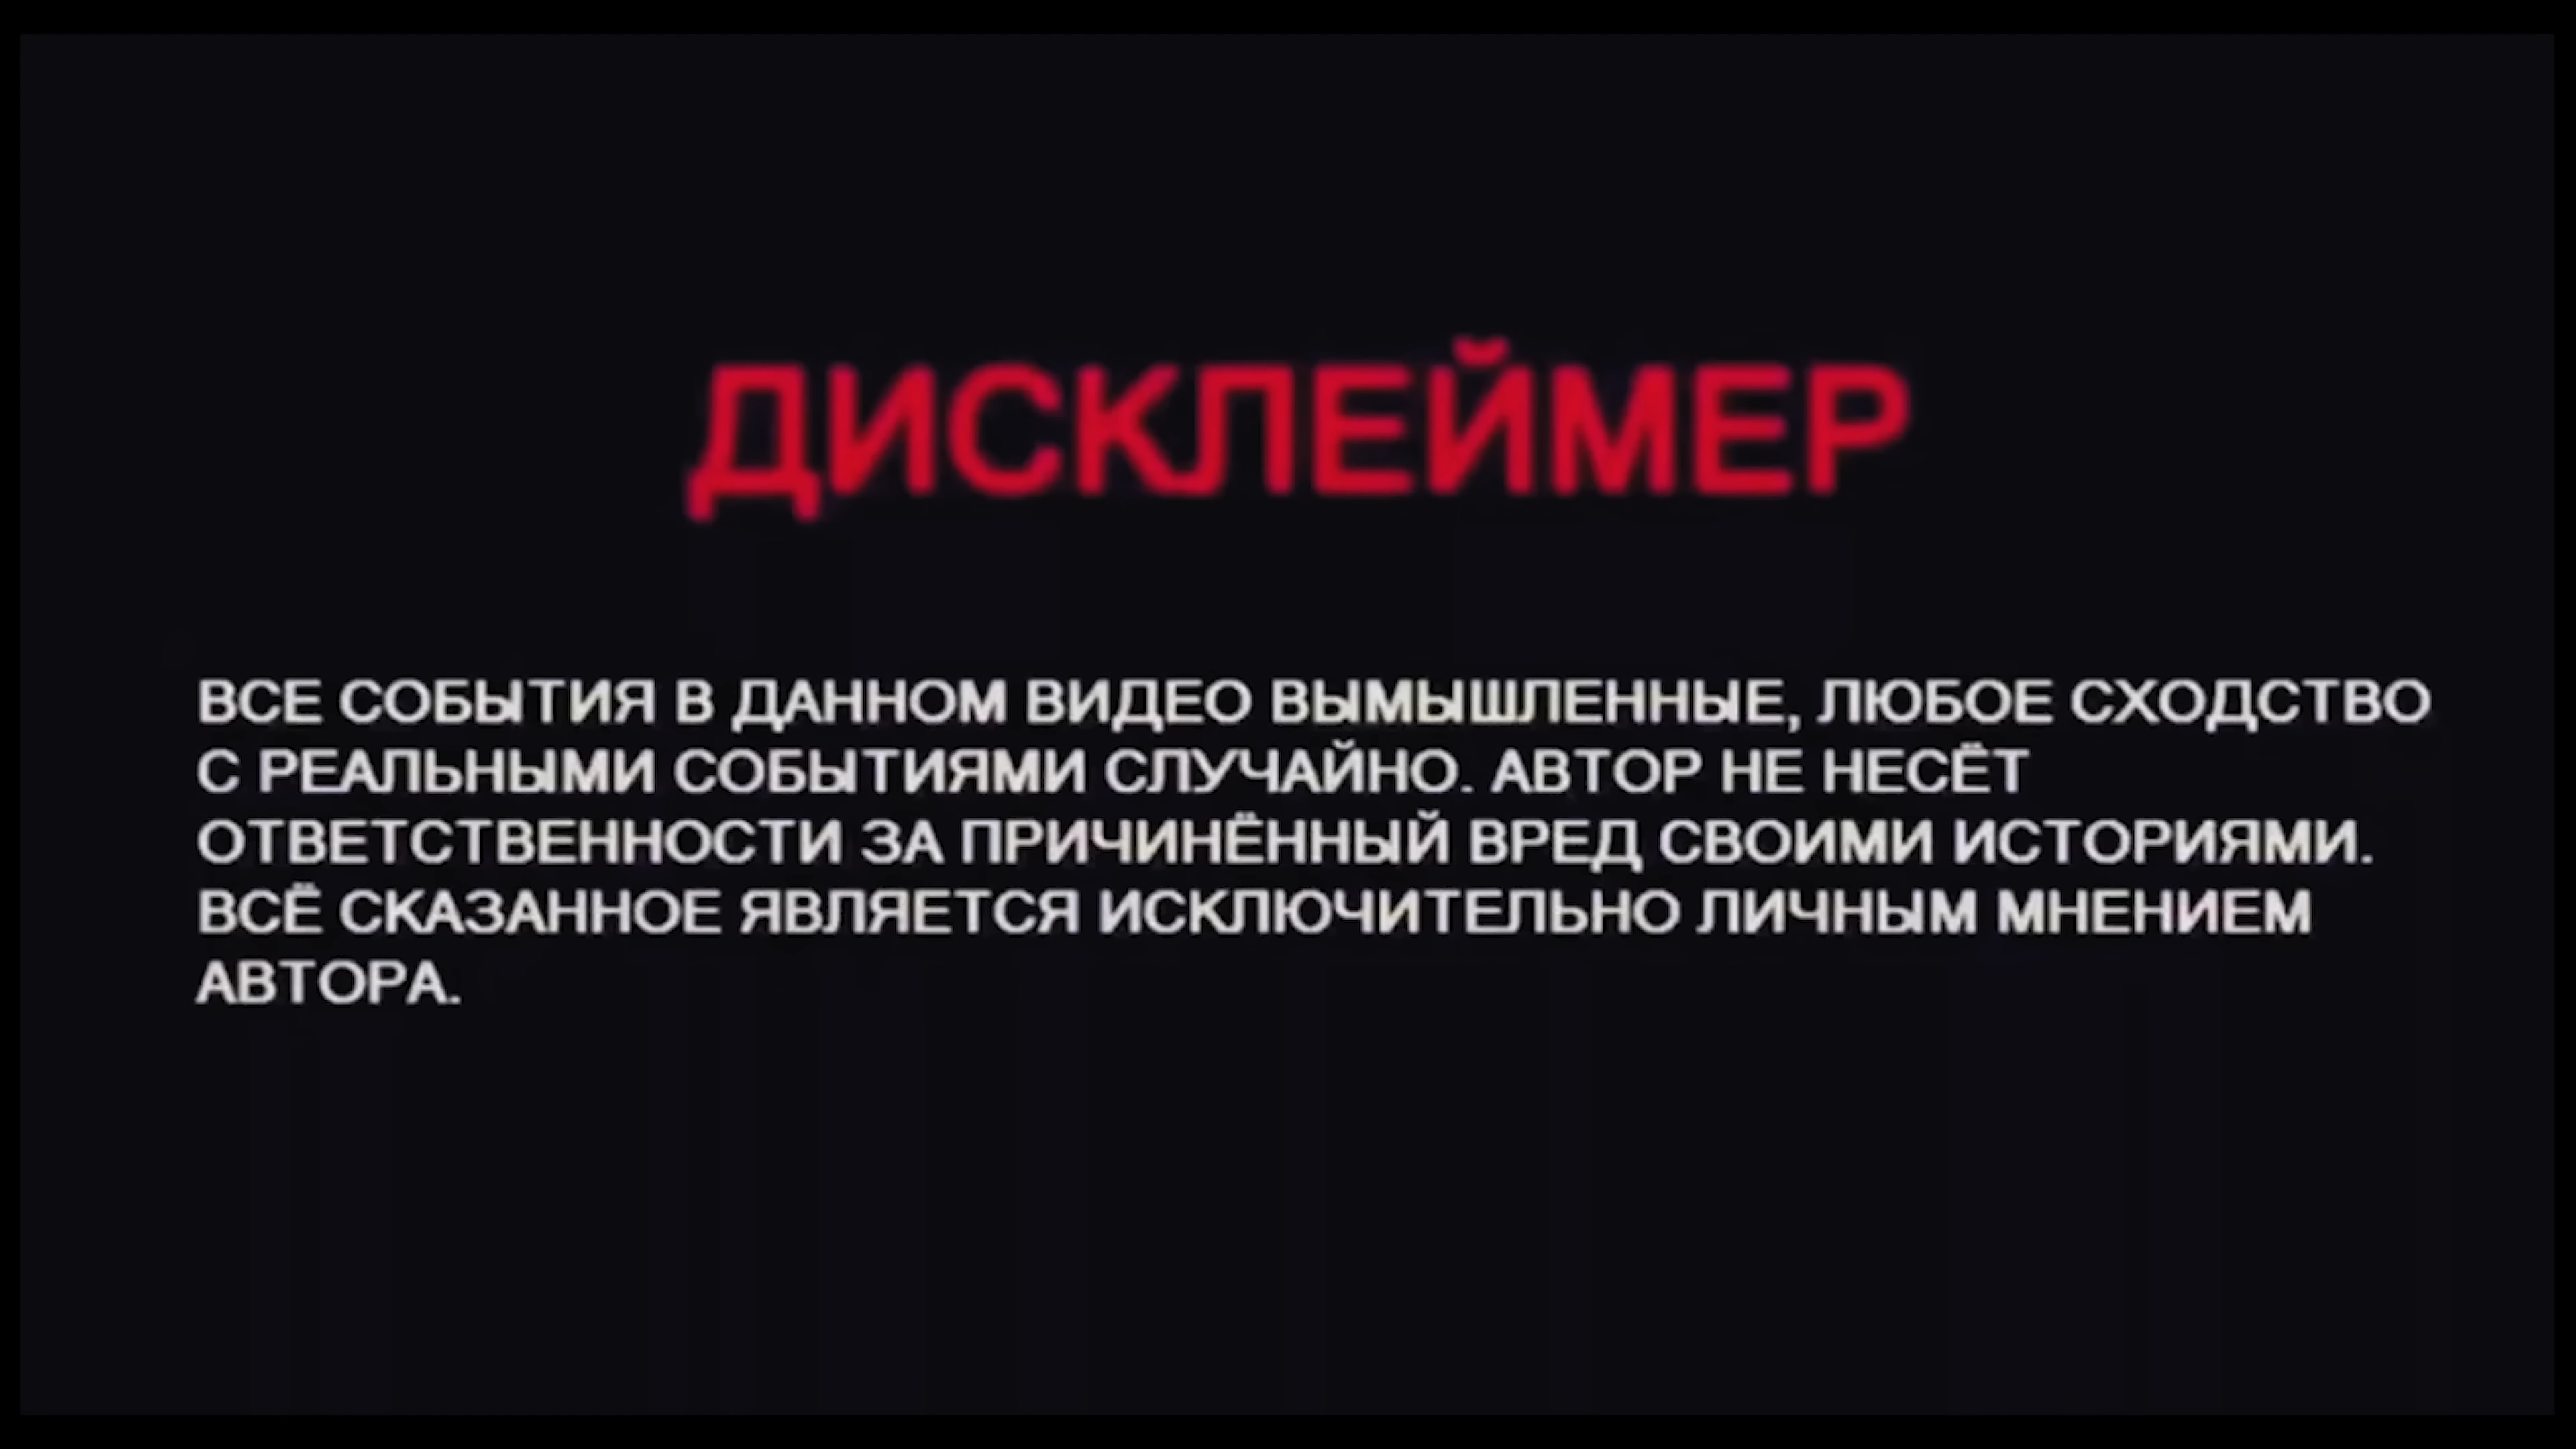 ДИСКЛЕЙМЕР
ВСЕ СОБЫТИЯ В ДАННОМ ВИДЕО ВЫМЫШЛЕННЫЕ, ЛЮБОЕ СХОДСТВО
С РЕАЛЬНЫМИ СОБЫТИЯМИ СЛУЧАЙНО. АВТОР НЕ НЕСЁТ
ОТВЕТСТВЕННОСТИ ЗА ПРИЧИНЁННЫЙ ВРЕД СВОИМИ ИСТОРИЯМИ.
ВСЁ СКАЗАННОЕ ЯВЛЯЕТСЯ ИСКЛЮЧИТЕЛЬНО ЛИЧНЫМ МНЕНИЕМ
АВТОРА.